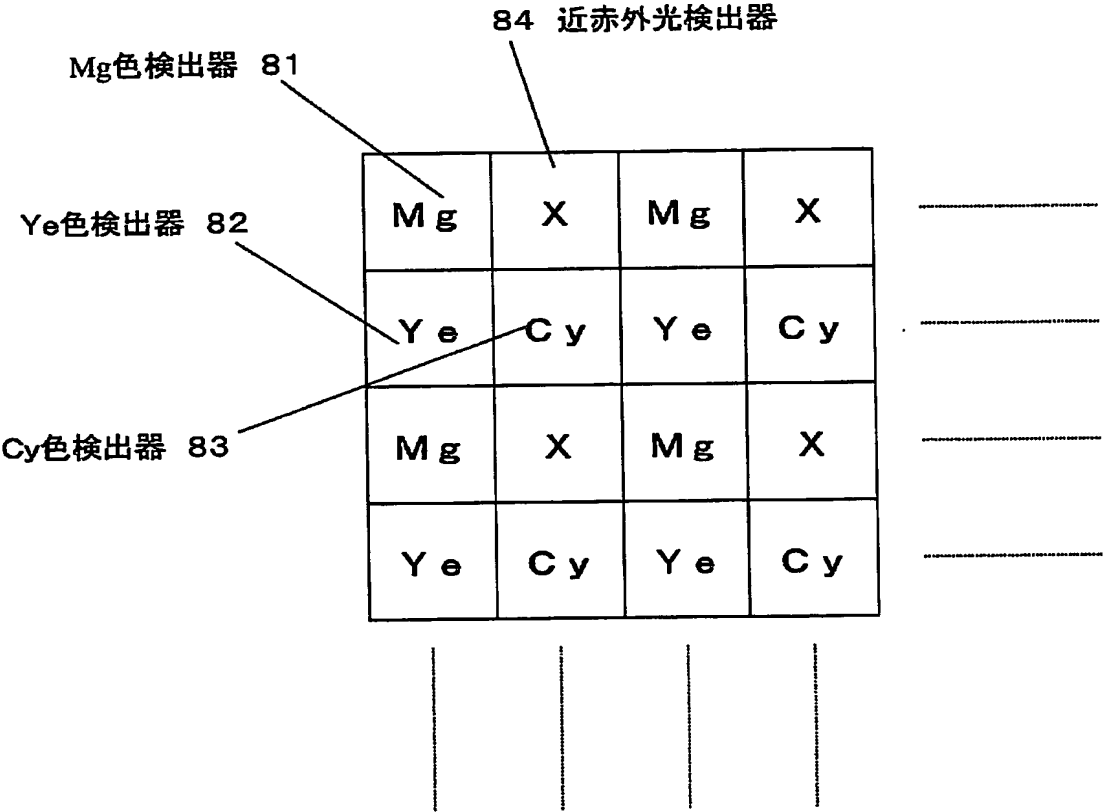 84 近赤外光検出器
Mg色検出器 81
Mg X Mg X
Ye色検出器 82
Ye Cy Ye Cy
Cy色検出器 83
Mg X Mg X
Ye Cy Ye Cy